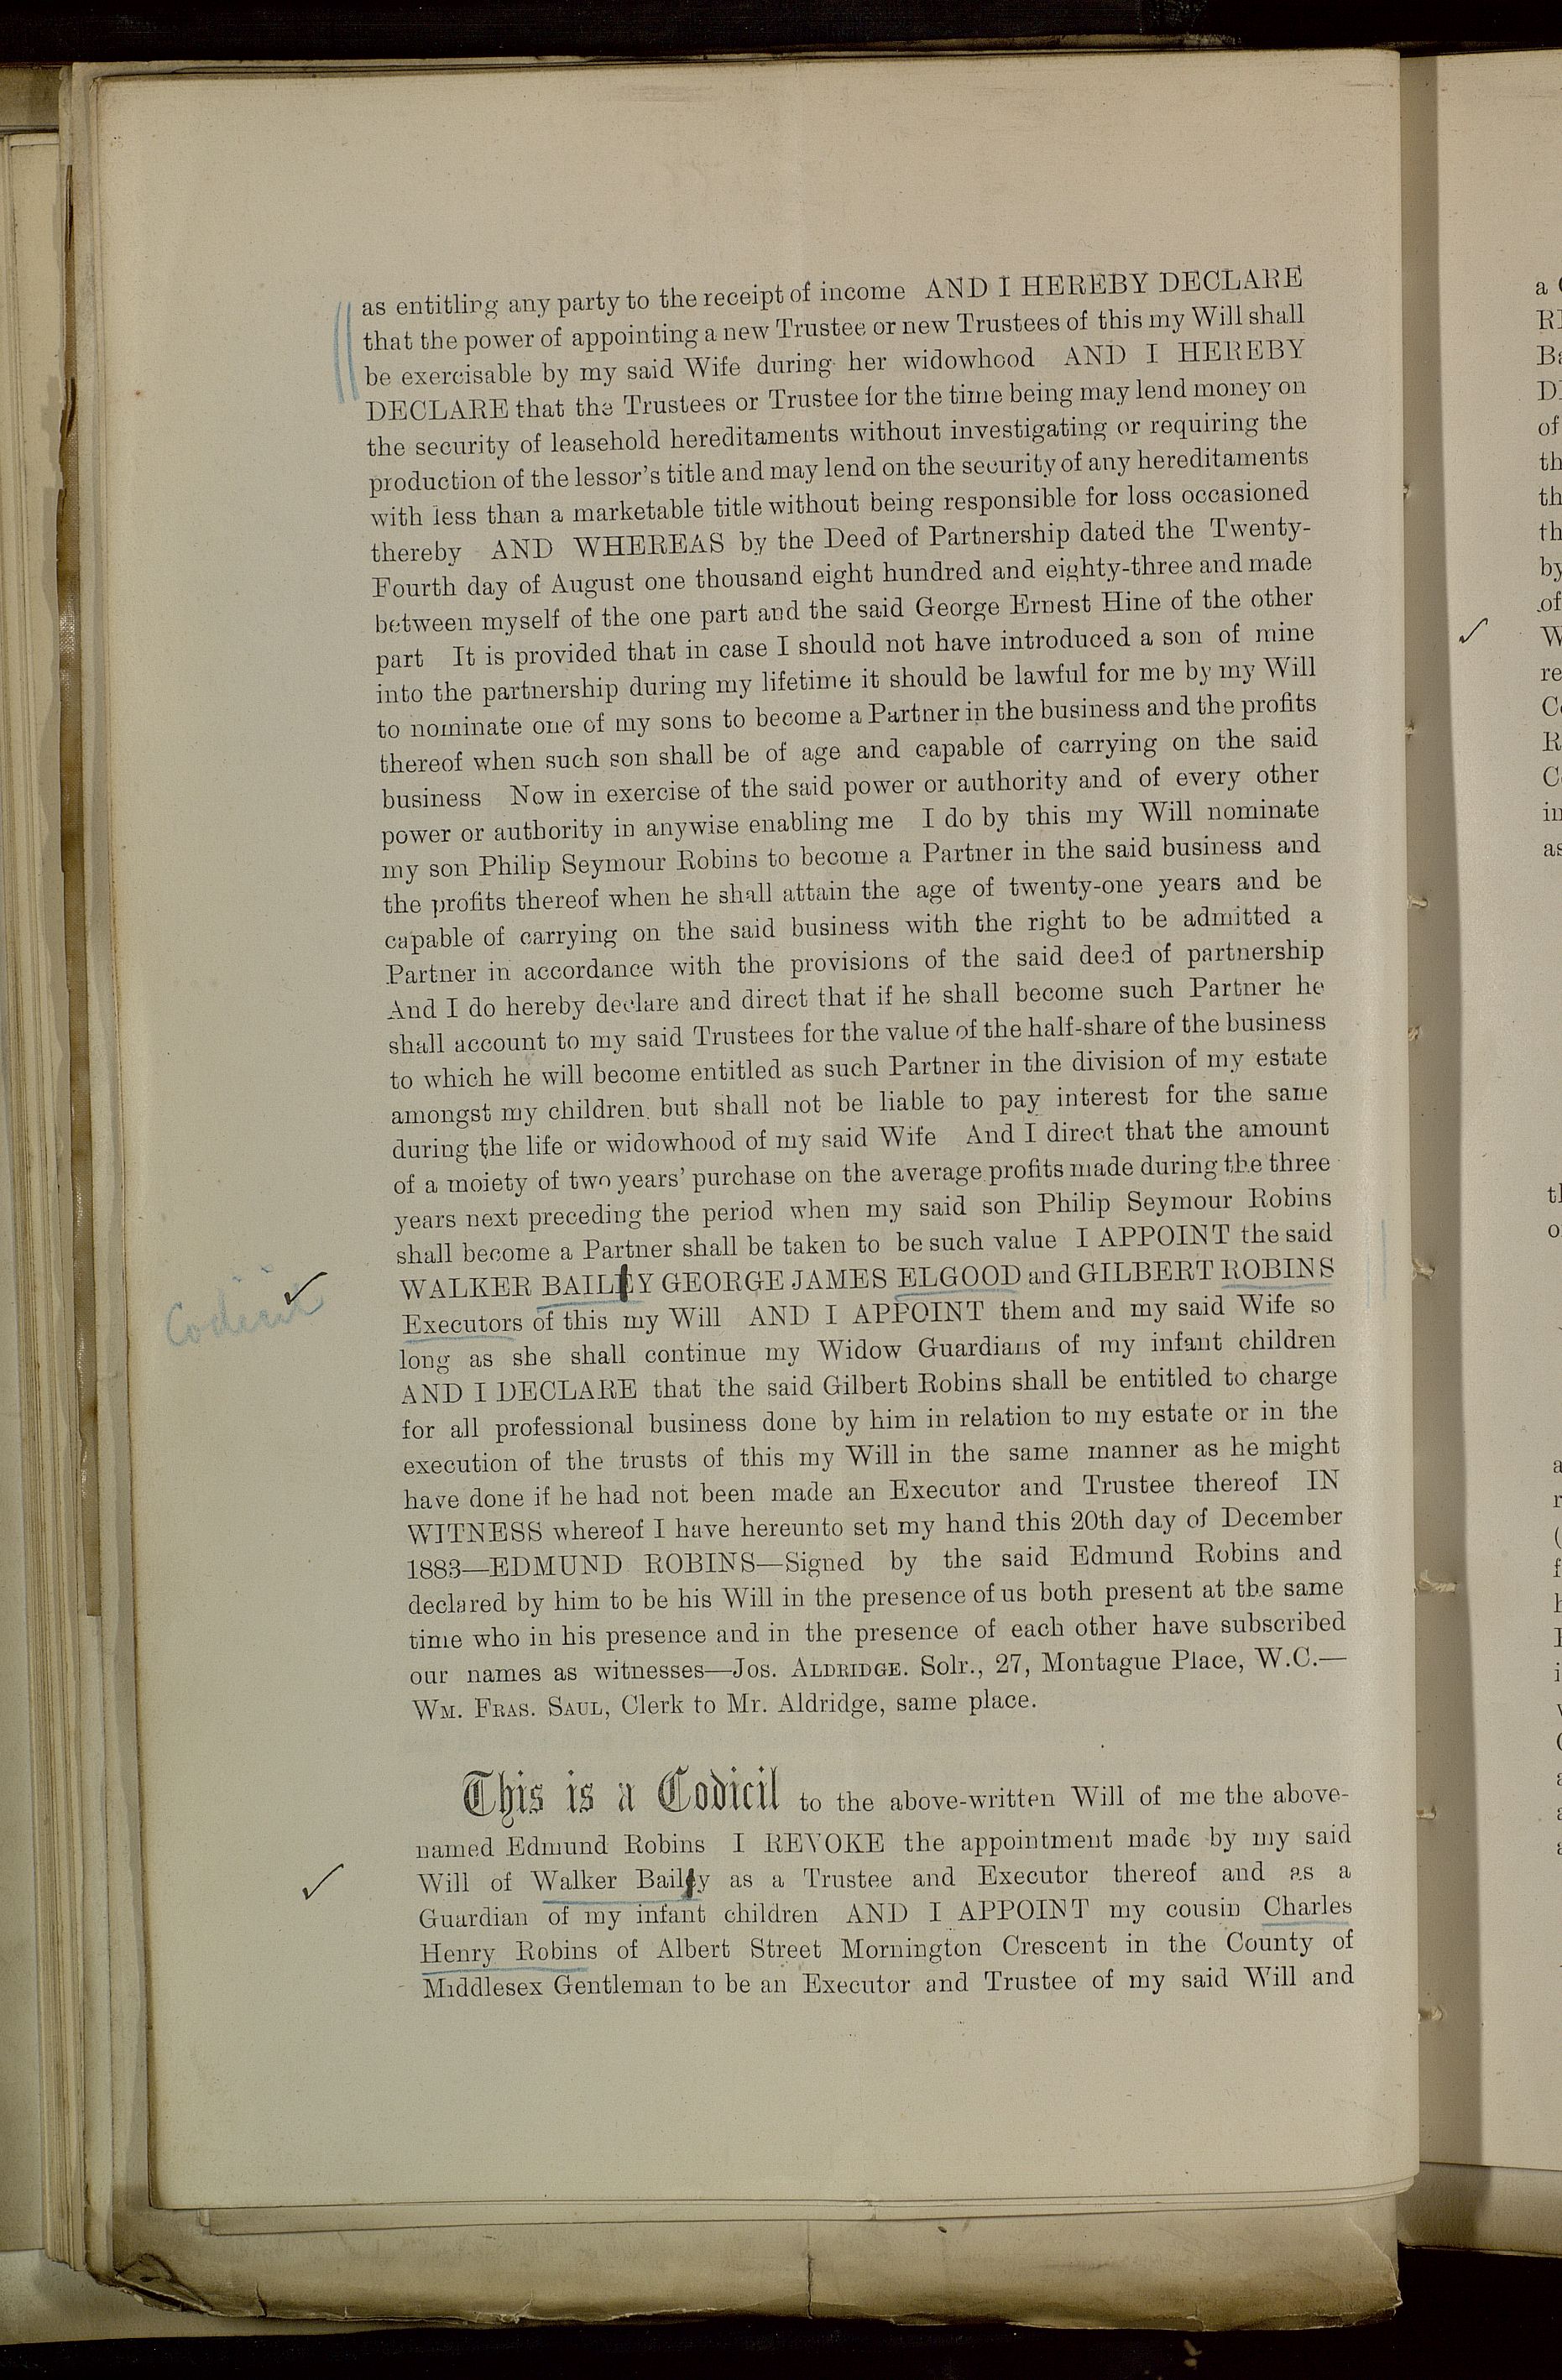 as entitling any party to the receipt of income AND I HEREBY DECLARE
that the power of appointing a new Trustee or new Trustees of this my Will shall
be exercisable by my said Wife during her widowhood AND I HEREBY
DECLARE that the Trustees or Trustee for the time being may lend money on
the security of leasehold hereditaments without investigating or requiring the
production of the lessor's title and may lend on the security of any hereditaments
with less than a marketable title without being responsible for loss occasioned
thereby AND WHEREAS by the Deed of Partnership dated the Twenty-
Fourth day of August one thousand eight hundred and eighty-three and made
between myself of the one part and the said George Ernest Hine of the other
part It is provided that in case I should not have introduced a son of mine
into the partnership during my lifetime it should be lawful for me by my Will
to nominate one of my sons to become a Partner in the business and the profits
thereof when such son shall be of age and capable of carrying on the said
business Now in exercise of the said power or authority and of every other
power or authority in anywise enabling me I do by this my Will nominate
my son Philip Seymour Robins to become a Partner in the said business and
the profits thereof when he shall attain the age of twenty-one years and be
capable of carrying on the said business with the right to be admitted a
Partner in accordance with the provisions of the said deed of partnership
And I do hereby declare and direct that if he shall become such Partner he
shall account to my said Trustees for the value of the half-share of the business
to which he will become entitled as such Partner in the division of my estate
amongst my children but shall not be liable to pay interest for the same
during the life or widowhood of my said Wife And I direct that the amount
of a moiety of two years' purchase on the average profits made during the three
years next preceding the period when my said son Philip Seymour Robins
shall become a Partner shall be taken to be such value I APPOINT the said
WALKER BAILEY GEORGE JAMES ELGOOD and GILBERT ROBINS
Codicil ✓
Executors of this my Will AND I APPOINT them and my said Wife so
long as she shall continue my Widow Guardians of my infant children
AND I DECLARE that the said Gilbert Robins shall be entitled to charge
for all professional business done by him in relation to my estate or in the
execution of the trusts of this my Will in the same manner as he might
have done if he had not been made an Executor and Trustee thereof IN
WITNESS whereof I have hereunto set my hand this 20th day of December
1883—EDMUND ROBINS—Signed by the said Edmund Robins and
declared by him to be his Will in the presence of us both present at the same
time who in his presence and in the presence of each other have subscribed
our names as witnesses—JOS. ALDRIDGE. Solr., 27, Montague Place, W.C.—
WM. FRAS. SAUL, Clerk to Mr. Aldridge, same place.
This is a Codicil to the above-written Will of me the above-
named Edmund Robins I REVOKE the appointment made by my said
✓ Will of Walker Bailey as a Trustee and Executor thereof and as a
Guardian of my infant children AND I APPOINT my cousin Charles
Henry Robins of Albert Street Mornington Crescent in the County of
Middlesex Gentleman to be an Executor and Trustee of my said Will and